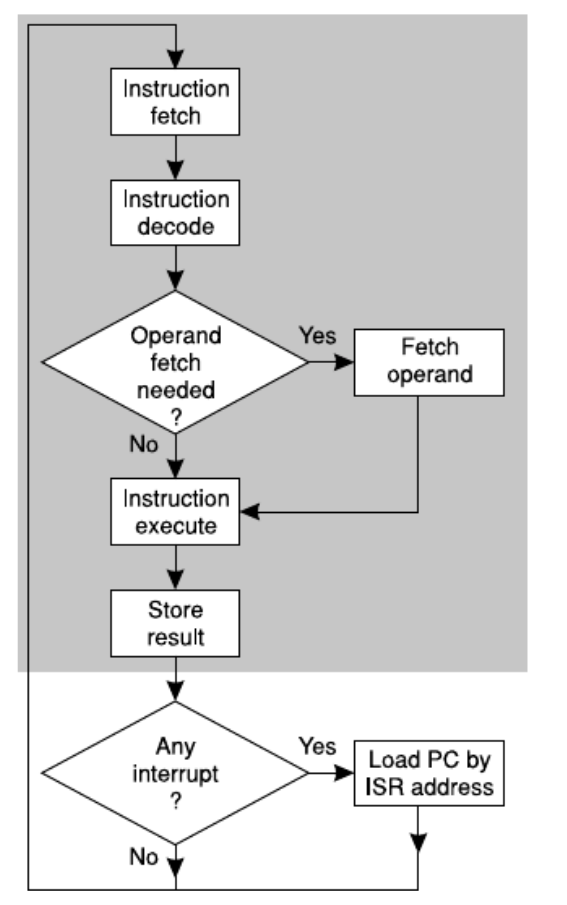 Instruction
fetch
Instruction
decode
Operand
fetch
needed
?
Yes
Fetch
operand
No
Instruction
execute
Store
result
Any
interrupt
?
Yes
Load PC by
ISR address
No